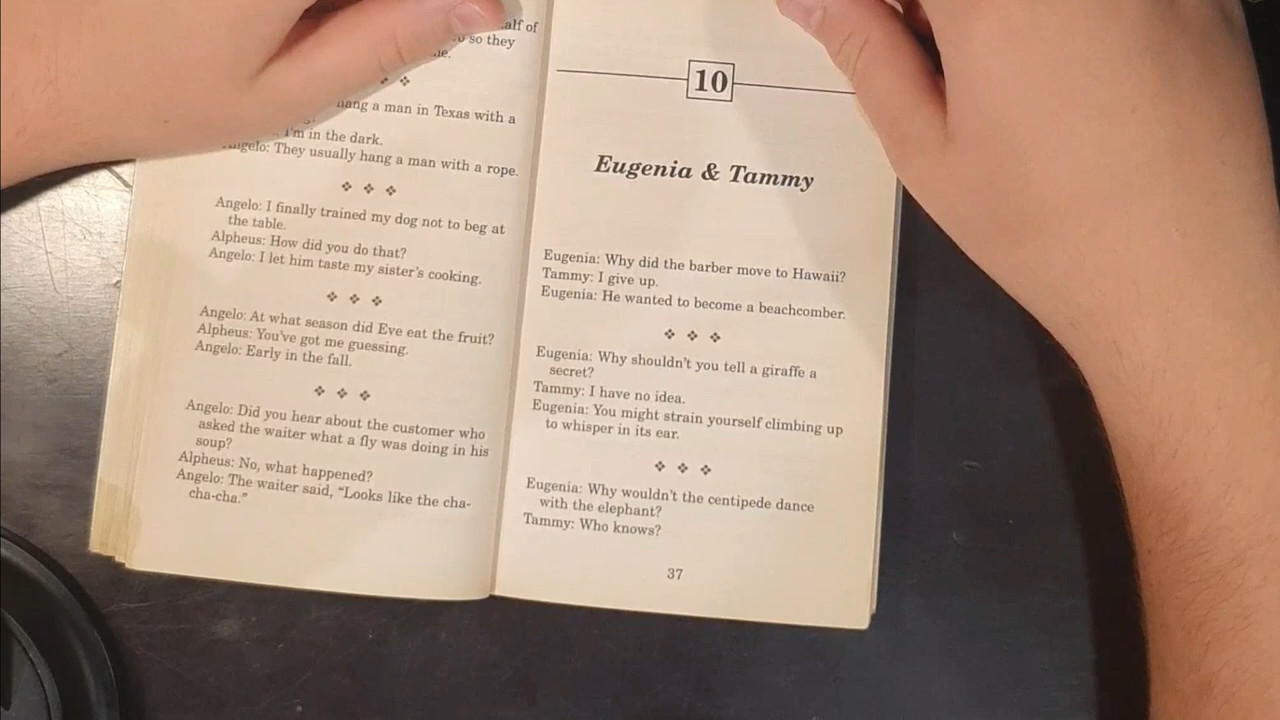 alf of
so they
hang a man in Texas with a
I'm in the dark.
Angelo: They usually hang a man with a rope.
Angelo: I finally trained my dog not to beg at
the table.
Alpheus: How did you do that?
Angelo: I let him taste my sister's cooking.
Angelo: At what season did Eve eat the fruit?
Alpheus: You've got me guessing.
Angelo: Early in the fall.
Angelo: Did you hear about the customer who
asked the waiter what a fly was doing in his
soup?
Alpheus: No, what happened?
Angelo: The waiter said, "Looks like the cha-
cha-cha."
10
Eugenia & Tammy
Eugenia: Why did the barber move to Hawaii?
Tammy: I give up.
Eugenia: He wanted to become a beachcomber.
Eugenia: Why shouldn't you tell a giraffe a
secret?
Tammy: I have no idea.
Eugenia: You might strain yourself climbing up
to whisper in its ear.
Eugenia: Why wouldn't the centipede dance
with the elephant?
Tammy: Who knows?
37